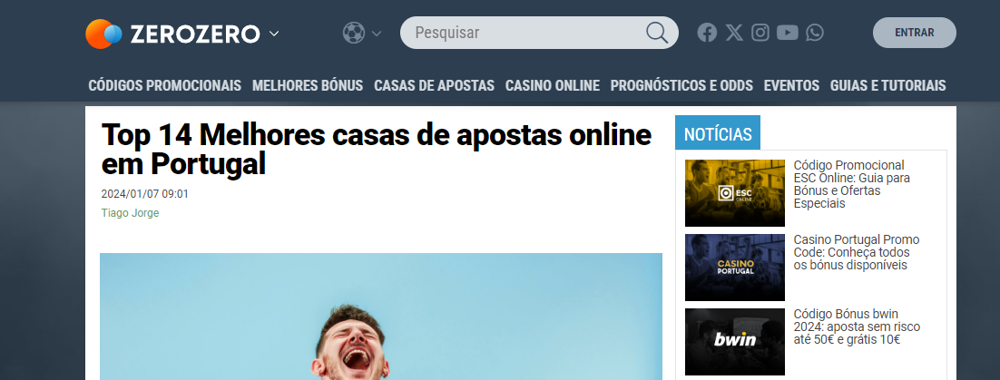 ZEROZERO
Pesquisar
ENTRAR
CÓDIGOS PROMOCIONAIS MELHORES BÓNUS CASAS DE APOSTAS CASINO ONLINE PROGNÓSTICOS E ODDS EVENTOS GUIAS E TUTORIAIS
Top 14 Melhores casas de apostas online
em Portugal
2024/01/07 09:01
Tiago Jorge
NOTÍCIAS
ESC
ONLINE
Código Promocional
ESC Online: Guia para
Bónus e Ofertas
Especiais
CASINO
PORTUGAL
Casino Portugal Promo
Code: Conheça todos
os bónus disponíveis
bwin
Código Bónus bwin
2024: aposta sem risco
até 50€ e grátis 10€